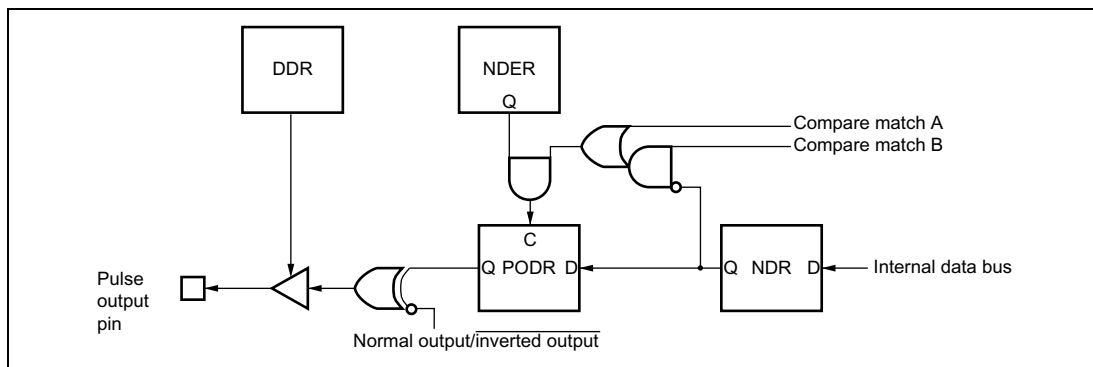 DDR
NDER
Q
Compare match A
Compare match B
C
Q PODR D
Q NDR D
Internal data bus
Pulse
output
pin
Normal output/inverted output